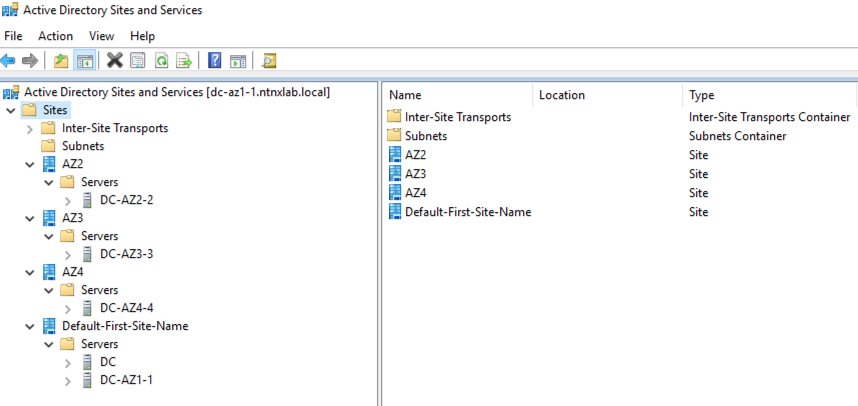 Active Directory Sites and Services
File Action View Help
Active Directory Sites and Services [dc-az1-1.ntnxlab.local]
Sites
Inter-Site Transports
Subnets
AZ2
Servers
DC-AZ2-2
AZ3
Servers
DC-AZ3-3
AZ4
Servers
DC-AZ4-4
Default-First-Site-Name
Servers
DC
DC-AZ1-1
Name Location Type
Inter-Site Transports Inter-Site Transports Container
Subnets Subnets Container
AZ2 Site
AZ3 Site
AZ4 Site
Default-First-Site-Name Site